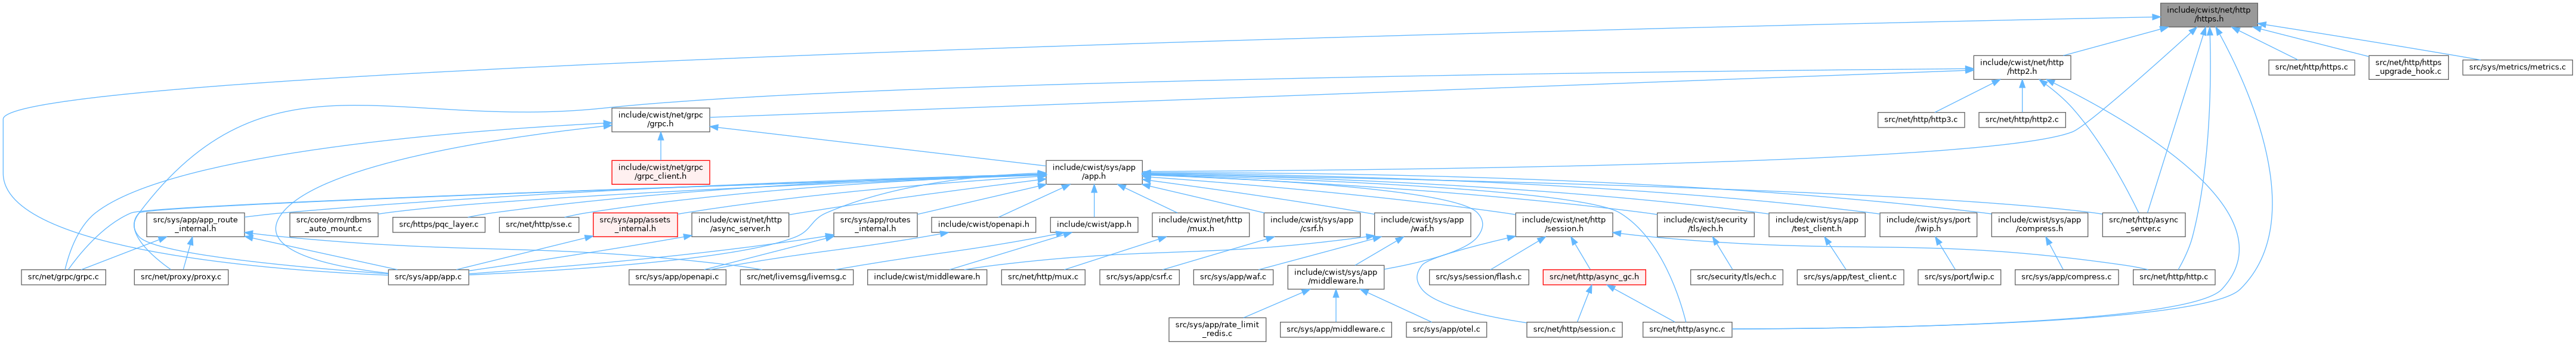 include/cwist/net/http
/https.h
include/cwist/net/http
/http2.h
src/net/http/https.c
src/net/http/https
_upgrade_hook.c
src/sys/metrics/metrics.c
include/cwist/net/grpc
/grpc.h
src/net/http/http3.c
src/net/http/http2.c
include/cwist/net/grpc
/grpc_client.h
include/cwist/sys/app
/app.h
src/sys/app/app_route
_internal.h
src/core/orm/rdbms
_auto_mount.c
src/https/pqc_layer.c
src/net/http/sse.c
src/sys/app/assets
_internal.h
include/cwist/net/http
/async_server.h
src/sys/app/routes
_internal.h
include/cwist/openapi.h
include/cwist/app.h
include/cwist/net/http
/mux.h
include/cwist/sys/app
/csrf.h
include/cwist/sys/app
/waf.h
include/cwist/net/http
/session.h
include/cwist/security
/tls/ech.h
include/cwist/sys/app
/test_client.h
include/cwist/sys/port
/lwip.h
include/cwist/sys/app
/compress.h
src/net/http/async
_server.c
src/net/grpc/grpc.c
src/net/proxy/proxy.c
src/sys/app/app.c
src/sys/app/openapi.c
src/net/livemsg/livemsg.c
include/cwist/middleware.h
src/net/http/mux.c
src/sys/app/csrf.c
src/sys/app/waf.c
include/cwist/sys/app
/middleware.h
src/sys/session/flash.c
src/net/http/async_gc.h
src/security/tls/ech.c
src/sys/app/test_client.c
src/sys/port/lwip.c
src/sys/app/compress.c
src/net/http/http.c
src/sys/app/rate_limit
_redis.c
src/sys/app/middleware.c
src/sys/app/otel.c
src/net/http/session.c
src/net/http/async.c